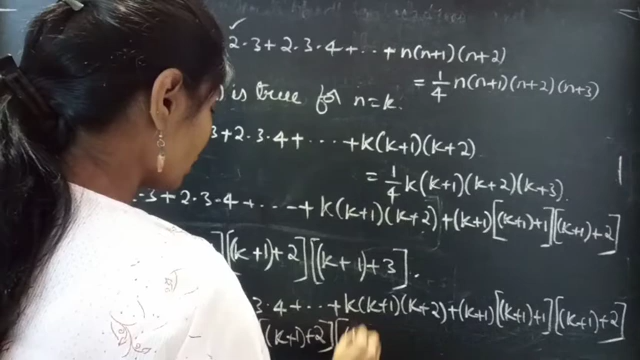 2·3+2·3·4+···+n(n+1)(n+2)
=1/4 n(n+1)(n+2)(n+3)
is true for n=k.
3+2·3·4+·····+k(k+1)(k+2)
=1/4 k(k+1)(k+2)(k+3).
·3+2·3·4+·····+k(k+1)(k+2)+(k+1)[(k+1)+1][(k+1)+2]
][(k+1)+2][(k+1)+3].
3·4+···+k(k+1)(k+2)+(k+1)[(k+1)+1][(k+1)+2]
[(k+1)+2][(